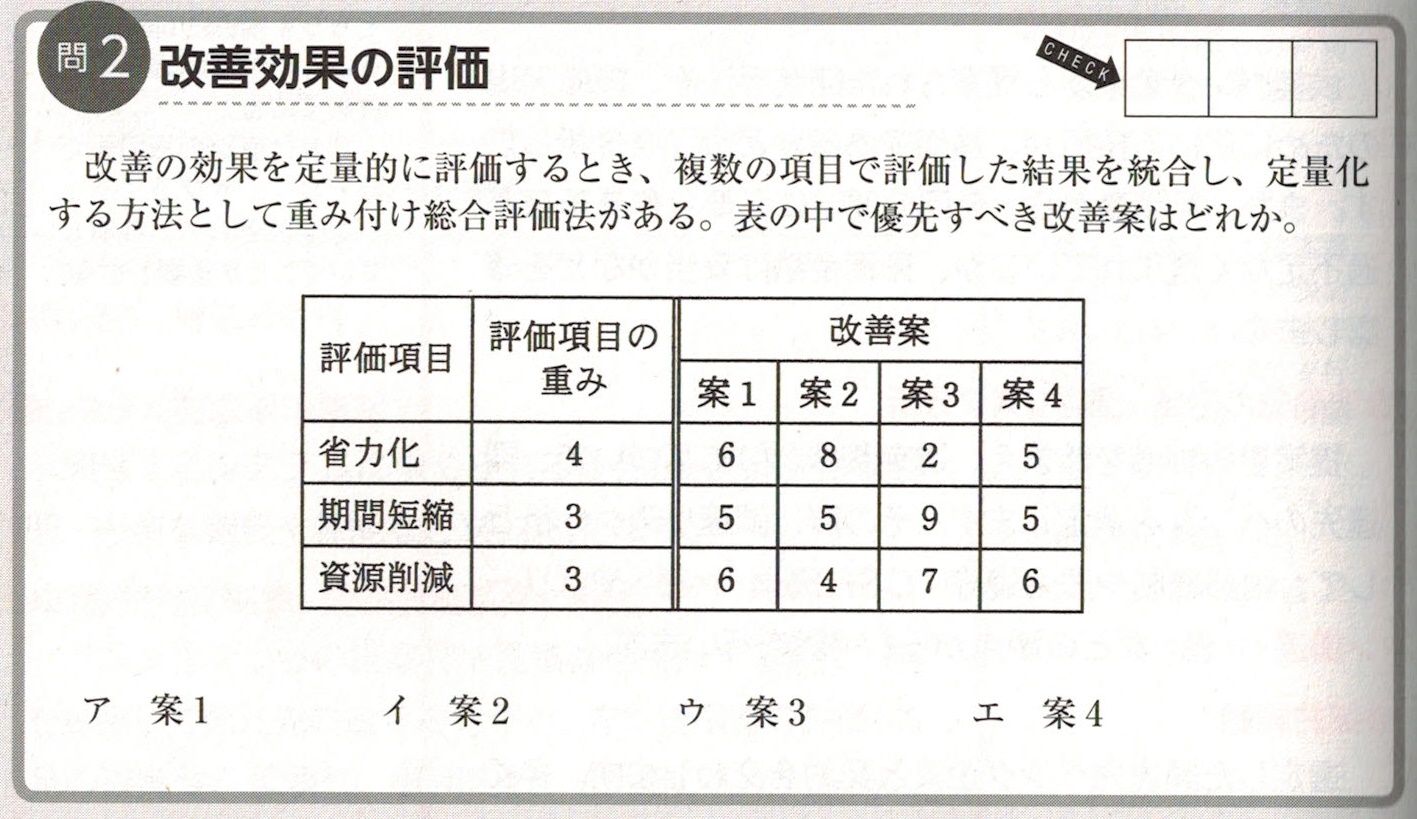 問2 改善効果の評価
CHECK
改善の効果を定量的に評価するとき、複数の項目で評価した結果を統合し、定量化
する方法として重み付け総合評価法がある。表の中で優先すべき改善案はどれか。
評価項目 評価項目の重み 改善案
案1 案2 案3 案4
省力化 4 6 8 2 5
期間短縮 3 5 5 9 5
資源削減 3 6 4 7 6
ア 案1 イ 案2 ウ 案3 エ 案4